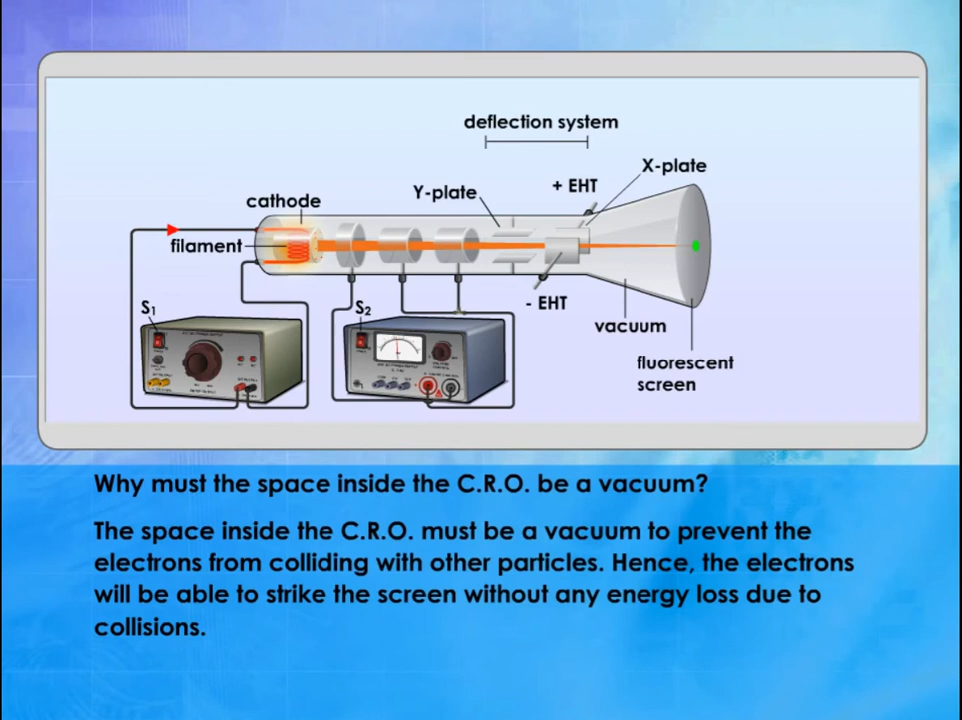 deflection system
X-plate
+ EHT
Y-plate
cathode
filament
- EHT
S1
S2
vacuum
fluorescent
screen
Why must the space inside the C.R.O. be a vacuum?
The space inside the C.R.O. must be a vacuum to prevent the
electrons from colliding with other particles. Hence, the electrons
will be able to strike the screen without any energy loss due to
collisions.